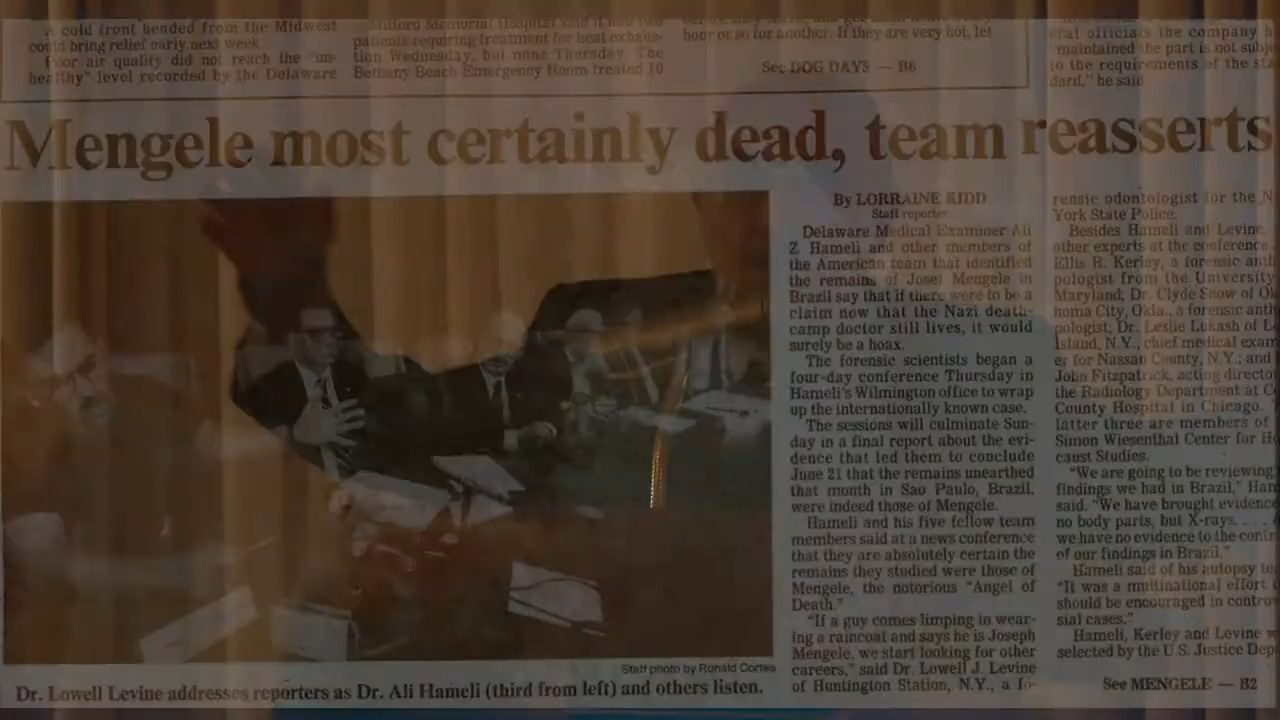 A cold front headed from the Midwest
could bring relief early next week.
Poor air quality did not reach the "un-
healthy" level recorded by the Delaware
Milford Memorial Hospital
patients requiring treatment for heat exhaus-
tion Wednesday, but none Thursday. The
Bethany Beach Emergency Room treated 10
hour or so for another. If they are very hot, let
See DOG DAYS — B6
officials the company
maintained the part is not
to the requirements of the
dard," he said
Mengele most certainly dead, team reasserts
By LORRAINE KIDD
Staff reporter
Delaware Medical Examiner Ali
Z. Hameli and other members of
the American team that identified
the remains of Josef Mengele in
Brazil say that if there were to be a
claim now that the Nazi death-
camp doctor still lives, it would
surely be a hoax.
The forensic scientists began a
four-day conference Thursday in
Hameli's Wilmington office to wrap
up the internationally known case.
The sessions will culminate Sun-
day in a final report about the evi-
dence that led them to conclude
June 21 that the remains unearthed
that month in Sao Paulo, Brazil,
were indeed those of Mengele.
Hameli and his five fellow team
members said at a news conference
that they are absolutely certain the
remains they studied were those of
Mengele, the notorious "Angel of
Death."
"If a guy comes limping in wear-
ing a raincoat and says he is Joseph
Mengele, we start looking for other
careers," said Dr. Lowell J. Levine
of Huntington Station, N.Y., a fo-
rensic odontologist for the N
York State Police.
Besides Hameli and Levine,
other experts at the conference
Ellis R. Kerley, a forensic anth
pologist from the University
Maryland; Dr. Clyde Snow of Ok
homa City, Okla., a forensic anth
pologist; Dr. Leslie Lukash of L
Island, N.Y., chief medical exam
er for Nassau County, N.Y.; and
John Fitzpatrick, acting director
the Radiology Department at C
County Hospital in Chicago.
latter three are members of
Simon Wiesenthal Center for H
caust Studies.
"We are going to be reviewing
findings we had in Brazil," Ham
said. "We have brought evidence
no body parts, but X-rays. . . .
we have no evidence to the contr
of our findings in Brazil."
Hameli said of his autopsy te
"It was a multinational effort
should be encouraged in controv
sial cases."
Hameli, Kerley and Levine w
selected by the U.S. Justice Dep
See MENGELE — B2
Staff photo by Ronald Cortes
Dr. Lowell Levine addresses reporters as Dr. Ali Hameli (third from left) and others listen.